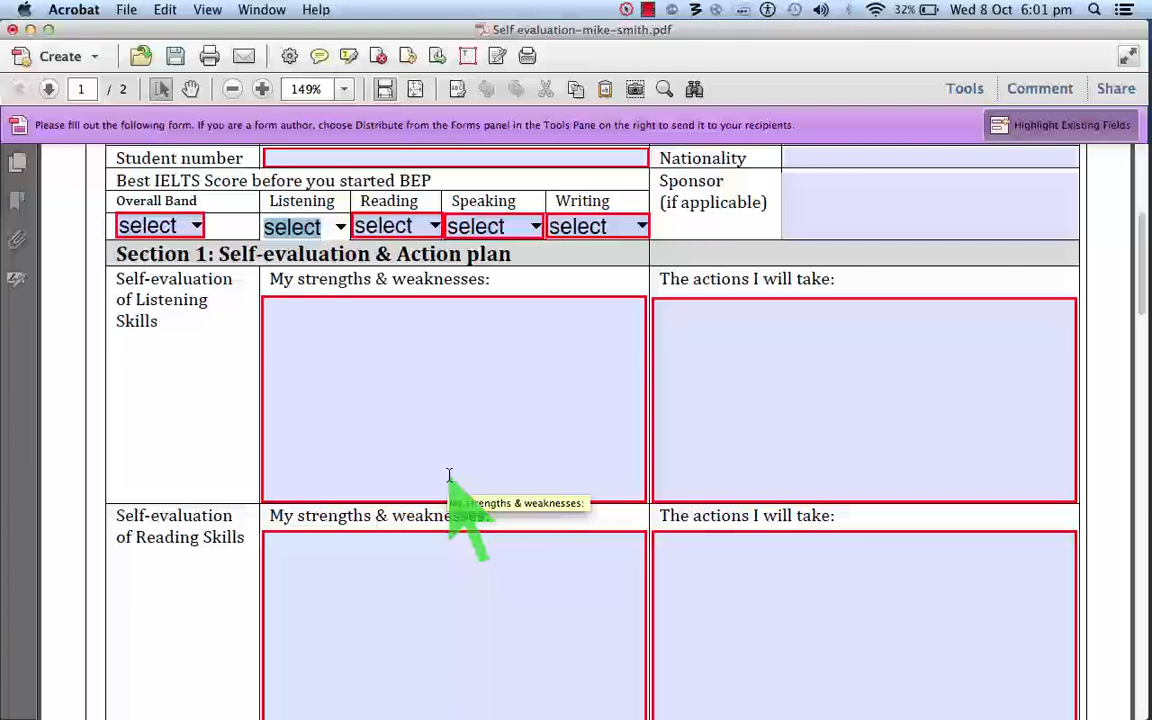 Acrobat File Edit View Window Help 32% Wed 8 Oct 6:01 pm
Self evaluation-mike-smith.pdf
Create
1 / 2 149% Tools Comment Share
Please fill out the following form. If you are a form author, choose Distribute from the Forms panel in the Tools Pane on the right to send it to your recipients. Highlight Existing Fields
Student number Nationality
Best IELTS Score before you started BEP Sponsor
(if applicable)
Overall Band Listening Reading Speaking Writing
select select select select select
Section 1: Self-evaluation & Action plan
Self-evaluation My strengths & weaknesses: The actions I will take:
of Listening
Skills
strengths & weaknesses:
Self-evaluation My strengths & weaknesses: The actions I will take:
of Reading Skills